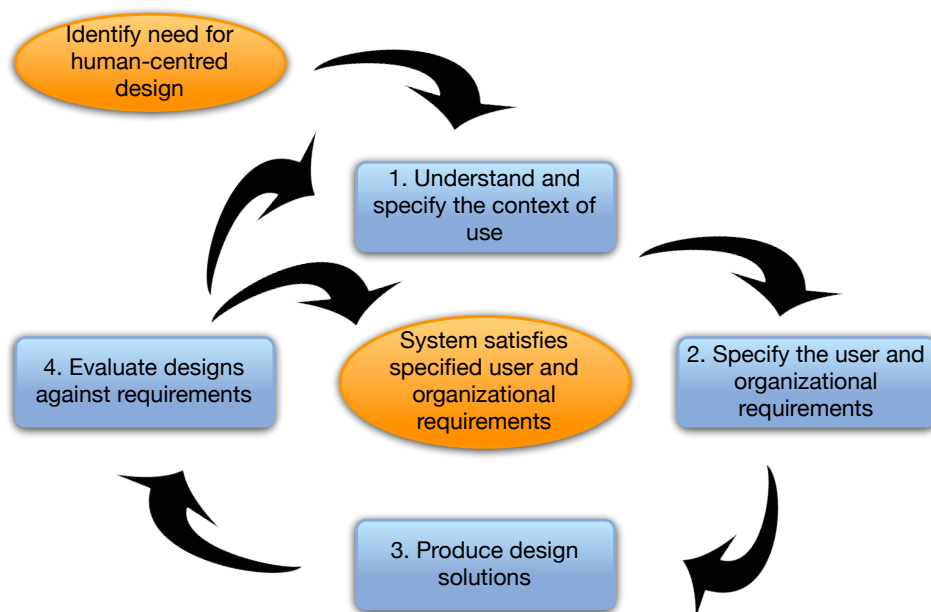 Identify need for
human-centred
design
1. Understand and
specify the context of
use
System satisfies
specified user and
organizational
requirements
4. Evaluate designs
against requirements
2. Specify the user and
organizational
requirements
3. Produce design
solutions